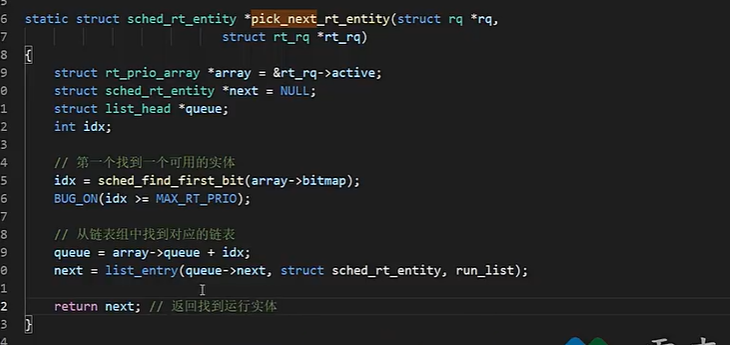 6 static struct sched_rt_entity *pick_next_rt_entity(struct rq *rq,
7 struct rt_rq *rt_rq)
8 {
9 struct rt_prio_array *array = &rt_rq->active;
0 struct sched_rt_entity *next = NULL;
1 struct list_head *queue;
2 int idx;
3
4 // 第一个找到一个可用的实体
5 idx = sched_find_first_bit(array->bitmap);
6 BUG_ON(idx >= MAX_RT_PRIO);
7
8 // 从链表组中找到对应的链表
9 queue = array->queue + idx;
0 next = list_entry(queue->next, struct sched_rt_entity, run_list);
1
2 return next; // 返回找到运行实体
3 }